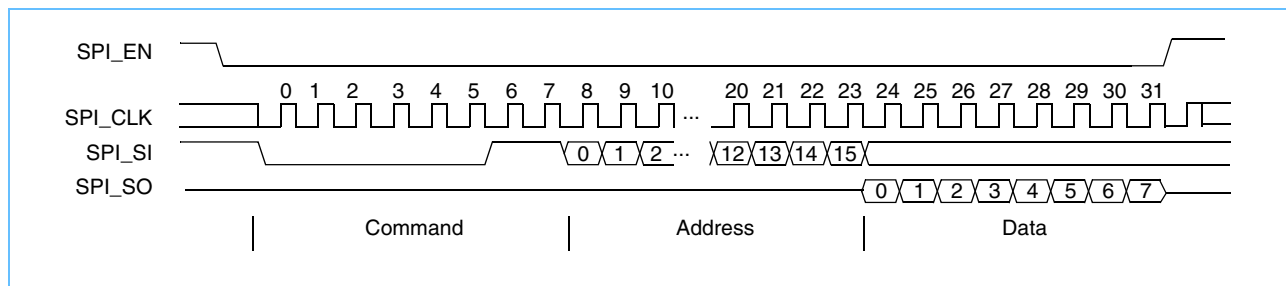 SPI_EN
0 1 2 3 4 5 6 7 8 9 10 20 21 22 23 24 25 26 27 28 29 30 31
SPI_CLK ...
SPI_SI 0 1 2 ... 12 13 14 15
SPI_SO 0 1 2 3 4 5 6 7
Command Address Data